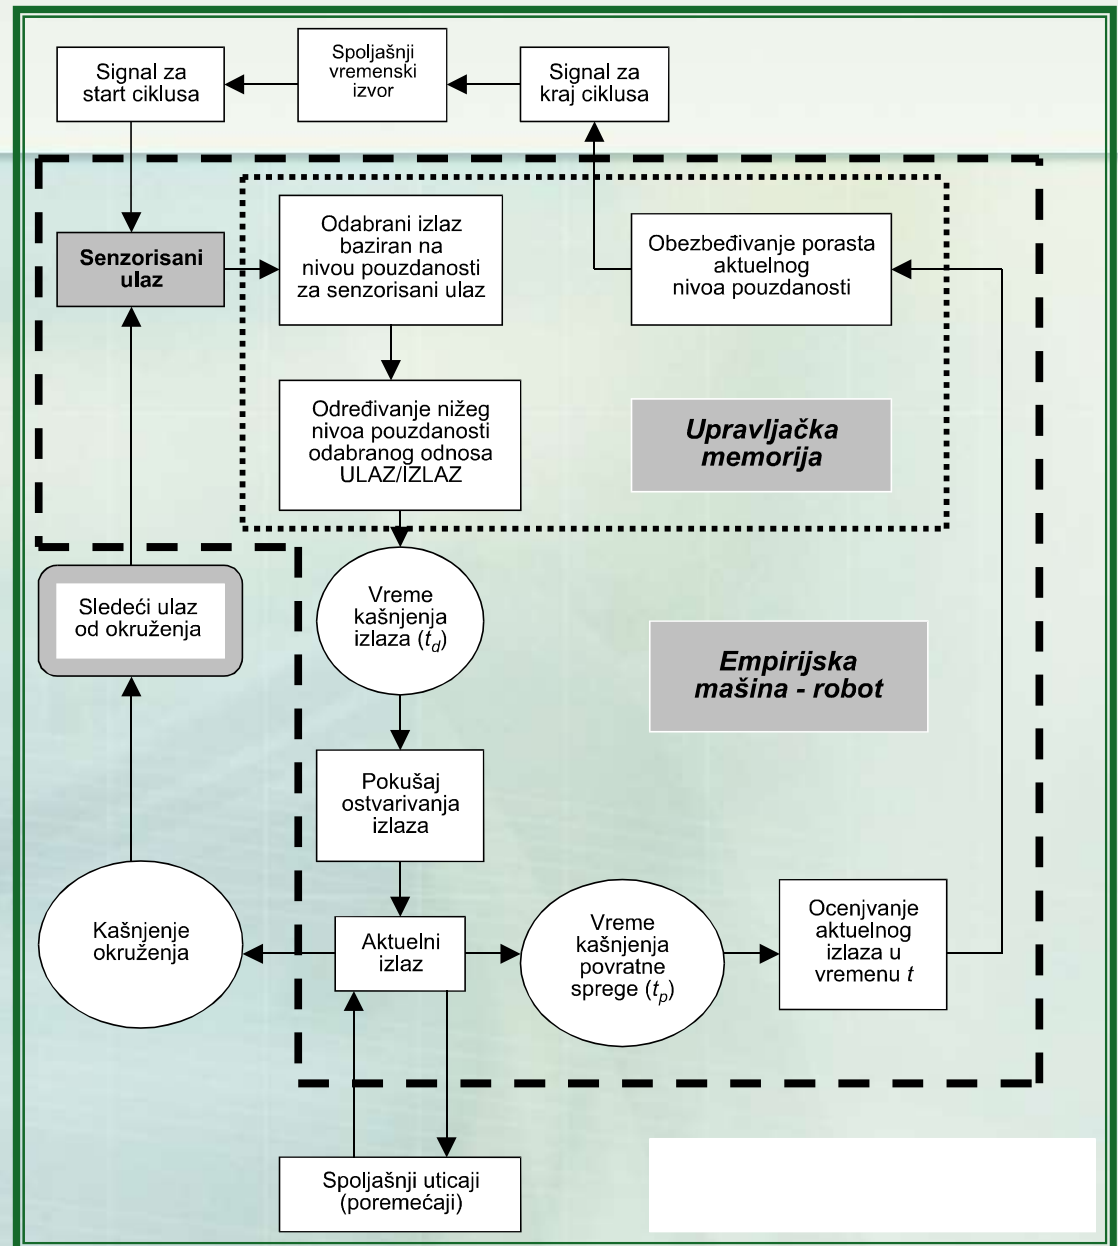 Signal za
start ciklusa
Spoljašnji
vremenski
izvor
Signal za
kraj ciklusa
Senzorisani
ulaz
Odabrani izlaz
baziran na
nivou pouzdanosti
za senzorisani ulaz
Obezbeđivanje porasta
aktuelnog
nivoa pouzdanosti
Određivanje nižeg
nivoa pouzdanosti
odabranog odnosa
ULAZ/IZLAZ
Upravljačka
memorija
Sledeći ulaz
od okruženja
Vreme
kašnjenja
izlaza (t_d)
Empirijska
mašina - robot
Pokušaj
ostvarivanja
izlaza
Kašnjenje
okruženja
Aktuelni
izlaz
Vreme
kašnjenja
povratne
sprege (t_p)
Ocenjvanje
aktuelnog
izlaza u
vremenu t
Spoljašnji uticaji
(poremećaji)